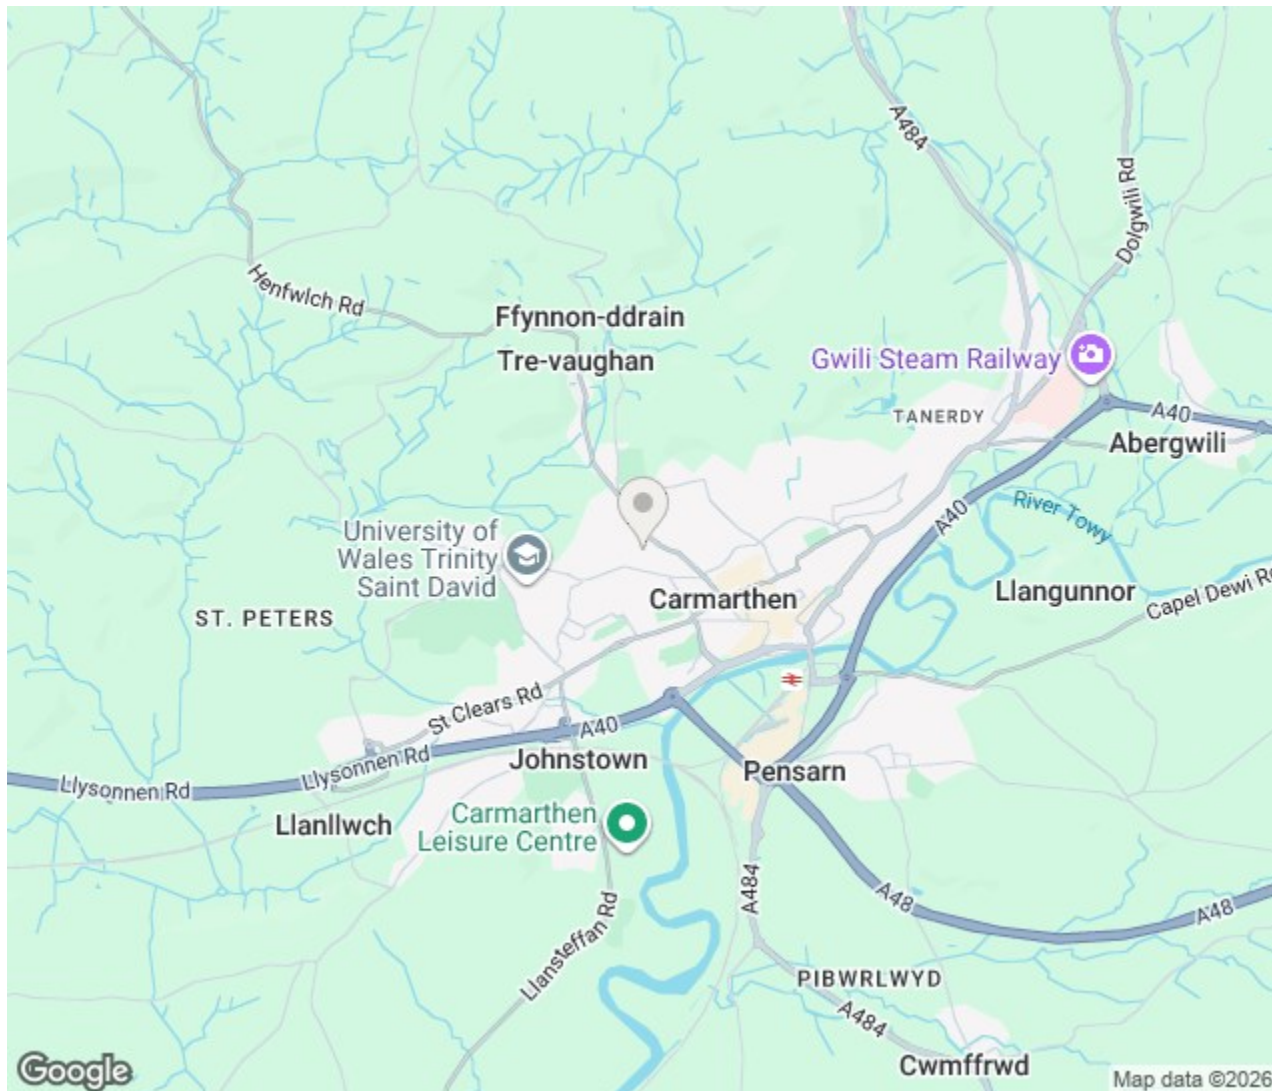 A484
Dolgwili Rd
Henfwlch Rd
Ffynnon-ddrain
Tre-vaughan
Gwili Steam Railway
TANERDY
A40
Abergwili
A40
River Towy
University of
Wales Trinity
Saint David
Llangunnor
Capel Dewi Rd
Carmarthen
ST. PETERS
St Clears Rd
A40
Llysonnen Rd
Llysonnen Rd
Johnstown
Pensarn
Carmarthen
Leisure Centre
Llanllwch
A484
A48
A48
Llansteffan Rd
PIBWRLWYD
A484
Cwmffrwd
Google
Map data ©2026